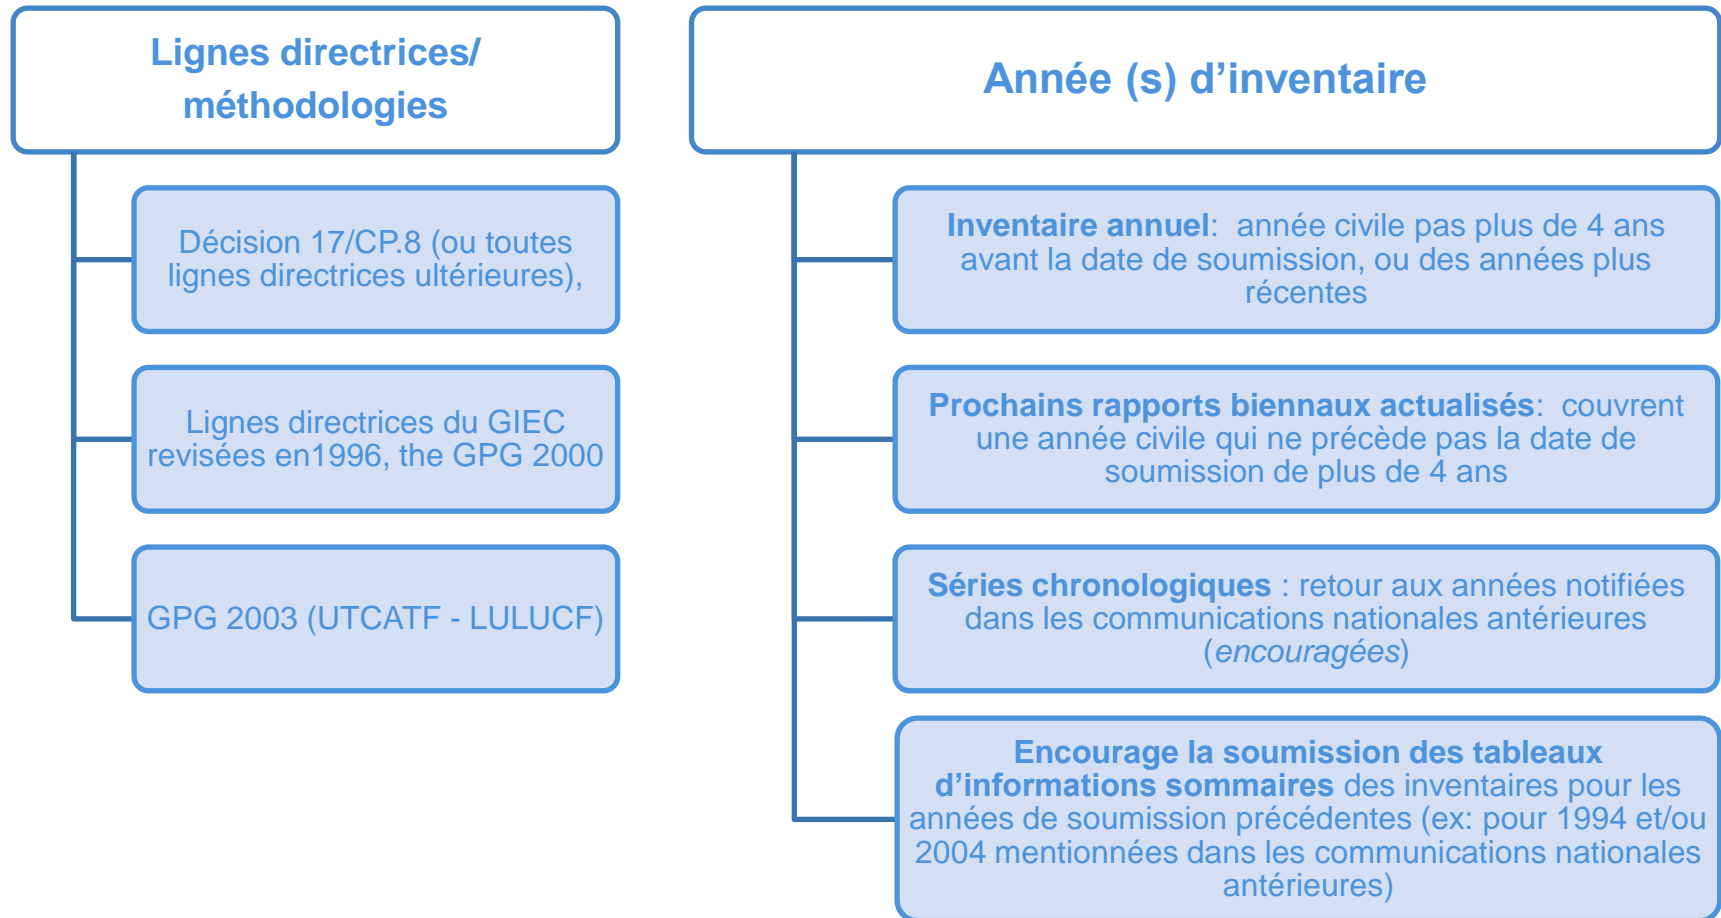 Lignes directrices/
méthodologies
Décision 17/CP.8 (ou toutes
lignes directrices ultérieures),
Lignes directrices du GIEC
revisées en1996, the GPG 2000
GPG 2003 (UTCATF - LULUCF)
Année (s) d’inventaire
Inventaire annuel:  année civile pas plus de 4 ans
avant la date de soumission, ou des années plus
récentes
Prochains rapports biennaux actualisés:  couvrent
une année civile qui ne précède pas la date de
soumission de plus de 4 ans
Séries chronologiques : retour aux années notifiées
dans les communications nationales antérieures
(encouragées)
Encourage la soumission des tableaux
d’informations sommaires des inventaires pour les
années de soumission précédentes (ex: pour 1994 et/ou
2004 mentionnées dans les communications nationales
antérieures)